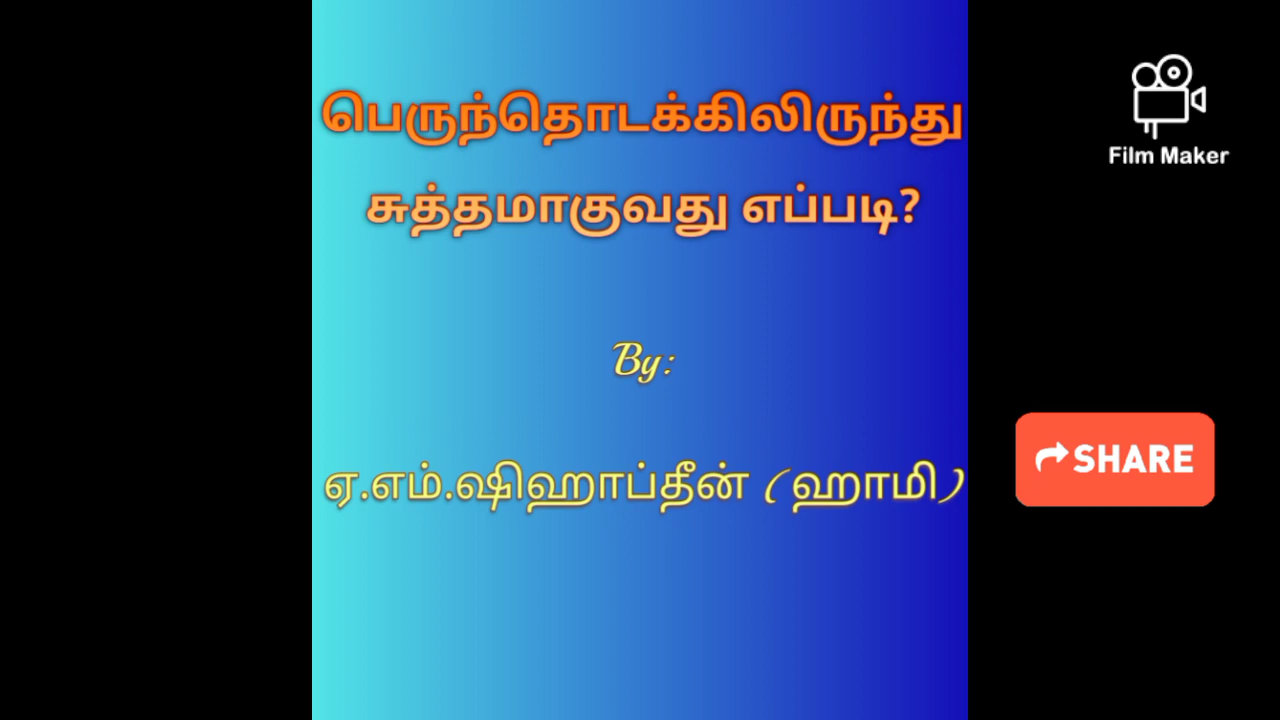 பெருந்தொடக்கிலிருந்து
சுத்தமாகுவது எப்படி?
By:
ஏ.எம்.ஷிஹாப்தீன் (ஹாமி)
Film Maker
SHARE